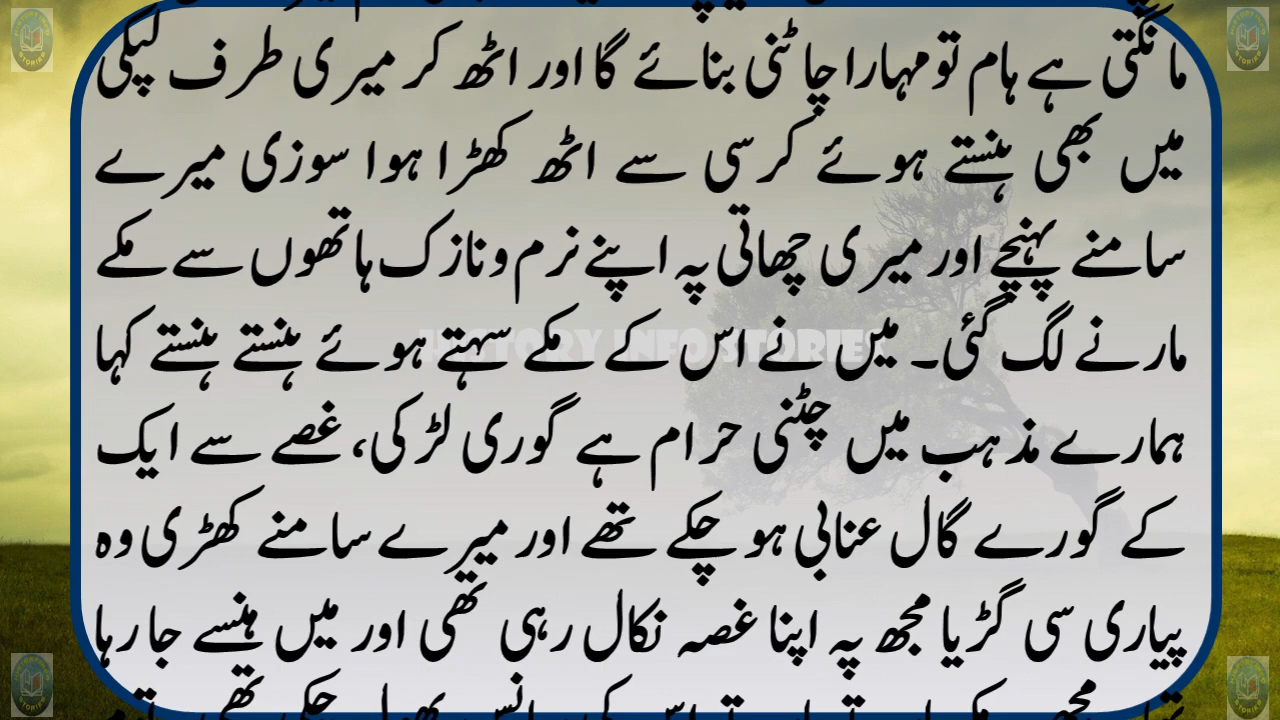 مانگتی ہے ہام تو مہارا چاٹنی بنائے گا اور اٹھ کر میری طرف لپکی
میں بھی ہنستے ہوئے کرسی سے اٹھ کھڑا ہوا سوزی میرے
سامنے پہنچے اور میری چھاتی پہ اپنے نرم و نازک ہاتھوں سے مکے
مارنے لگ گئی۔ میں نے اس کے مکے سہتے ہوئے ہنستے ہنستے کہا
HISTORY INFO STORIES
ہمارے مذہب میں چٹنی حرام ہے گوری لڑکی، غصے سے ایک
کے گورے گال عنابی ہو چکے تھے اور میرے سامنے کھڑی وہ
پیاری سی گڑیا مجھ پہ اپنا غصہ نکال رہی تھی اور میں ہنسے جا رہا